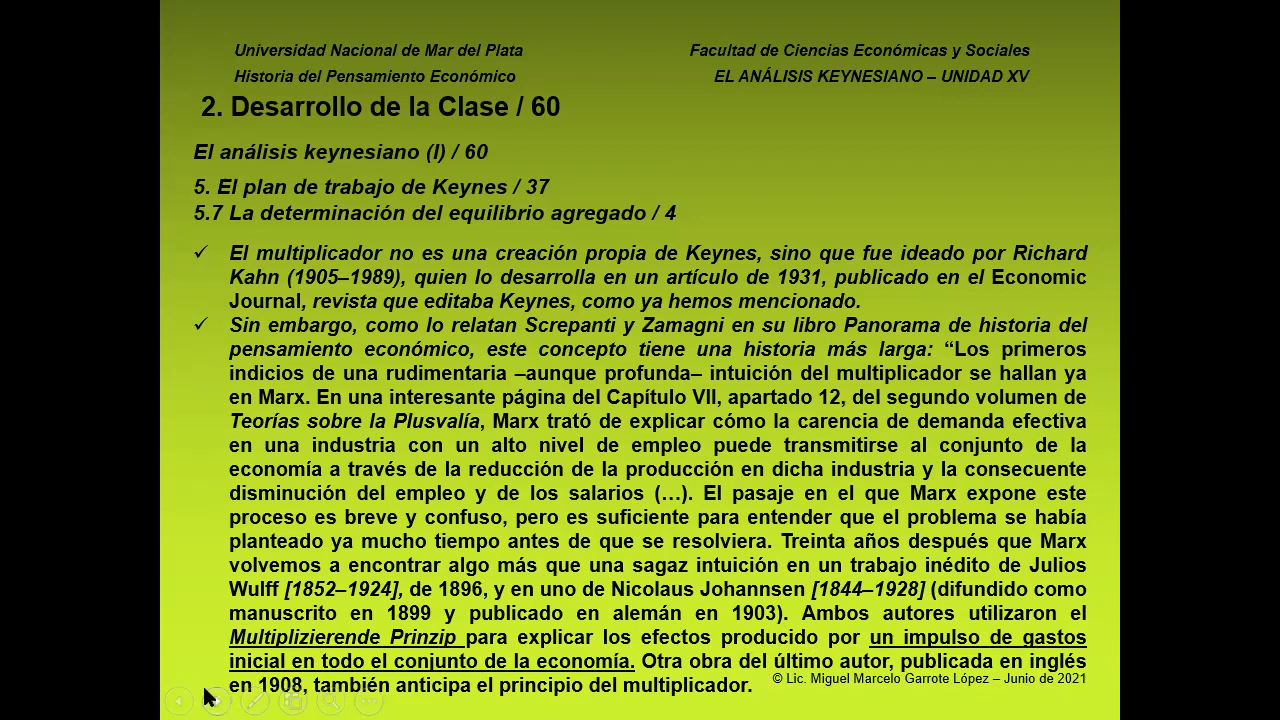 Universidad Nacional de Mar del Plata
Facultad de Ciencias Económicas y Sociales
Historia del Pensamiento Económico
EL ANÁLISIS KEYNESIANO – UNIDAD XV
2. Desarrollo de la Clase / 60
El análisis keynesiano (I) / 60
5. El plan de trabajo de Keynes / 37
5.7 La determinación del equilibrio agregado / 4
✓ El multiplicador no es una creación propia de Keynes, sino que fue ideado por Richard
Kahn (1905–1989), quien lo desarrolla en un artículo de 1931, publicado en el Economic
Journal, revista que editaba Keynes, como ya hemos mencionado.
✓ Sin embargo, como lo relatan Screpanti y Zamagni en su libro Panorama de historia del
pensamiento económico, este concepto tiene una historia más larga: “Los primeros
indicios de una rudimentaria –aunque profunda– intuición del multiplicador se hallan ya
en Marx. En una interesante página del Capítulo VII, apartado 12, del segundo volumen de
Teorías sobre la Plusvalía, Marx trató de explicar cómo la carencia de demanda efectiva
en una industria con un alto nivel de empleo puede transmitirse al conjunto de la
economía a través de la reducción de la producción en dicha industria y la consecuente
disminución del empleo y de los salarios (…). El pasaje en el que Marx expone este
proceso es breve y confuso, pero es suficiente para entender que el problema se había
planteado ya mucho tiempo antes de que se resolviera. Treinta años después que Marx
volvemos a encontrar algo más que una sagaz intuición en un trabajo inédito de Julios
Wulff [1852–1924], de 1896, y en uno de Nicolaus Johannsen [1844–1928] (difundido como
manuscrito en 1899 y publicado en alemán en 1903). Ambos autores utilizaron el
Multiplizierende Prinzip para explicar los efectos producido por un impulso de gastos
inicial en todo el conjunto de la economía. Otra obra del último autor, publicada en inglés
en 1908, también anticipa el principio del multiplicador.
© Lic. Miguel Marcelo Garrote López – Junio de 2021